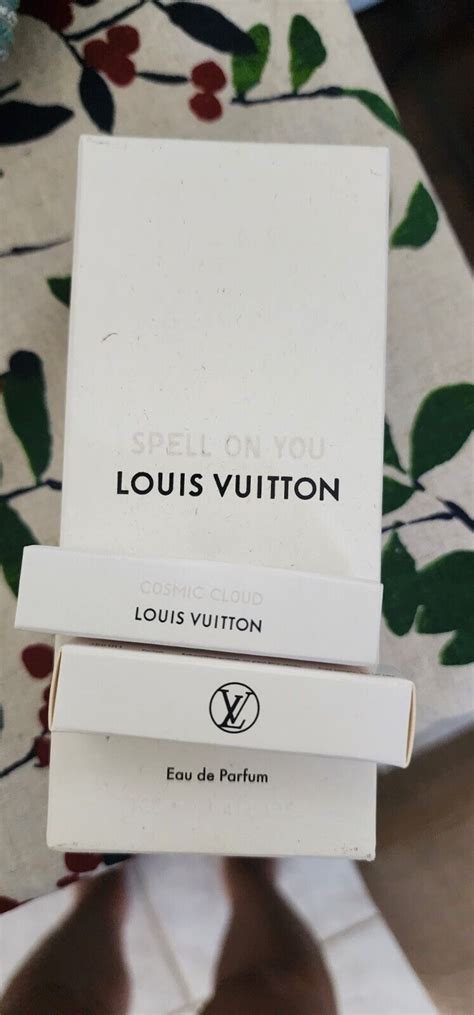 SPELL ON YOU
LOUIS VUITTON
COSMIC CLOUD
LOUIS VUITTON
LV
Eau de Parfum